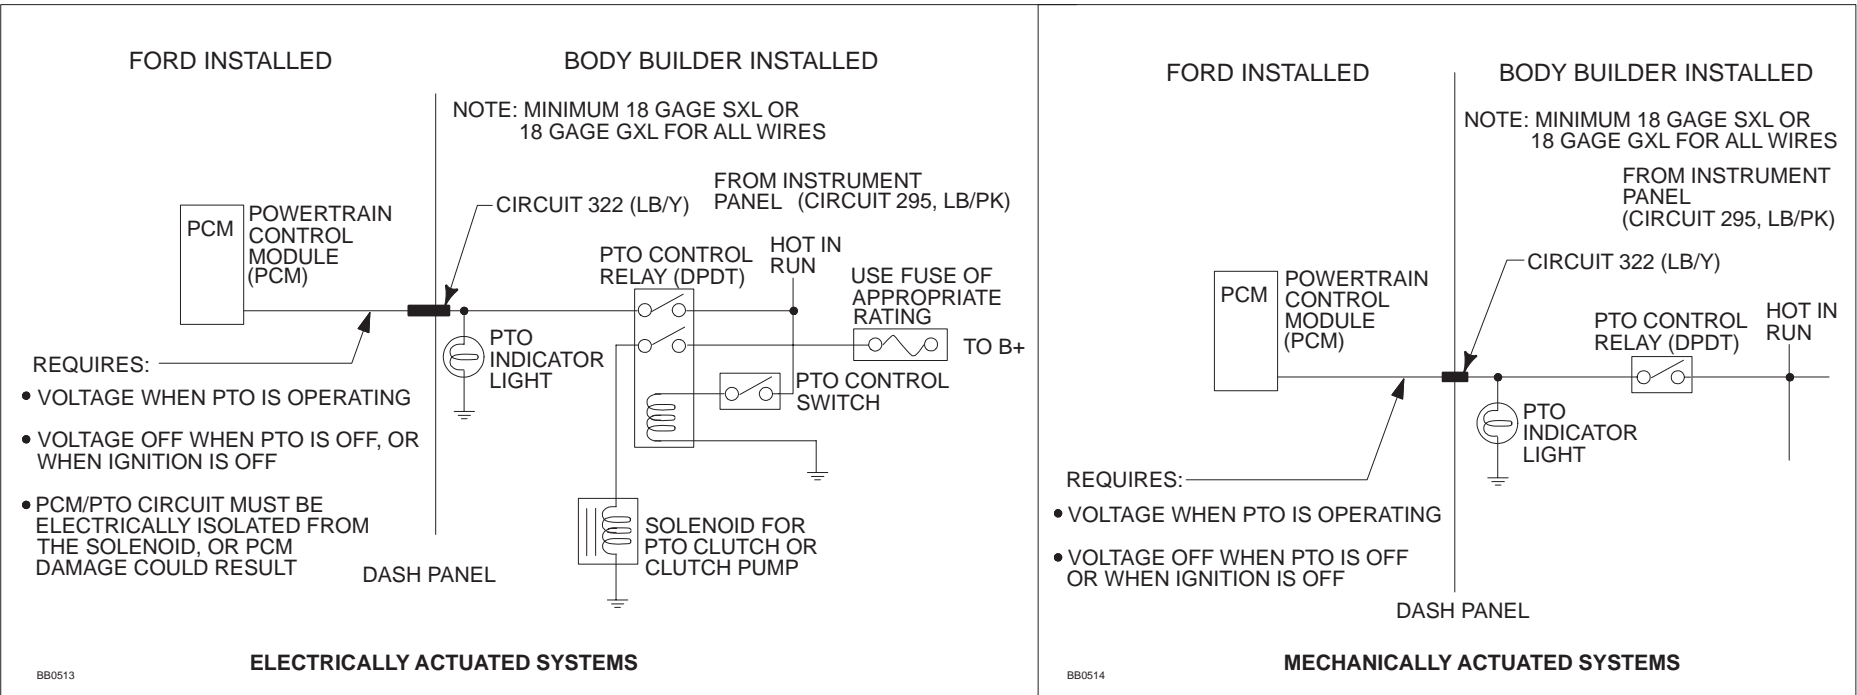 FORD INSTALLED
BODY BUILDER INSTALLED
NOTE: MINIMUM 18 GAGE SXL OR
18 GAGE GXL FOR ALL WIRES
FROM INSTRUMENT
PANEL (CIRCUIT 295, LB/PK)
CIRCUIT 322 (LB/Y)
PCM
POWERTRAIN
CONTROL
MODULE
(PCM)
PTO CONTROL
RELAY (DPDT)
HOT IN
RUN
USE FUSE OF
APPROPRIATE
RATING
TO B+
PTO
INDICATOR
LIGHT
PTO CONTROL
SWITCH
REQUIRES:
• VOLTAGE WHEN PTO IS OPERATING
• VOLTAGE OFF WHEN PTO IS OFF, OR
WHEN IGNITION IS OFF
• PCM/PTO CIRCUIT MUST BE
ELECTRICALLY ISOLATED FROM
THE SOLENOID, OR PCM
DAMAGE COULD RESULT
SOLENOID FOR
PTO CLUTCH OR
CLUTCH PUMP
DASH PANEL
ELECTRICALLY ACTUATED SYSTEMS
BB0513
FORD INSTALLED
BODY BUILDER INSTALLED
NOTE: MINIMUM 18 GAGE SXL OR
18 GAGE GXL FOR ALL WIRES
FROM INSTRUMENT
PANEL
(CIRCUIT 295, LB/PK)
CIRCUIT 322 (LB/Y)
PCM
POWERTRAIN
CONTROL
MODULE
(PCM)
PTO CONTROL
RELAY (DPDT)
HOT IN
RUN
PTO
INDICATOR
LIGHT
REQUIRES:
• VOLTAGE WHEN PTO IS OPERATING
• VOLTAGE OFF WHEN PTO IS OFF
OR WHEN IGNITION IS OFF
DASH PANEL
MECHANICALLY ACTUATED SYSTEMS
BB0514